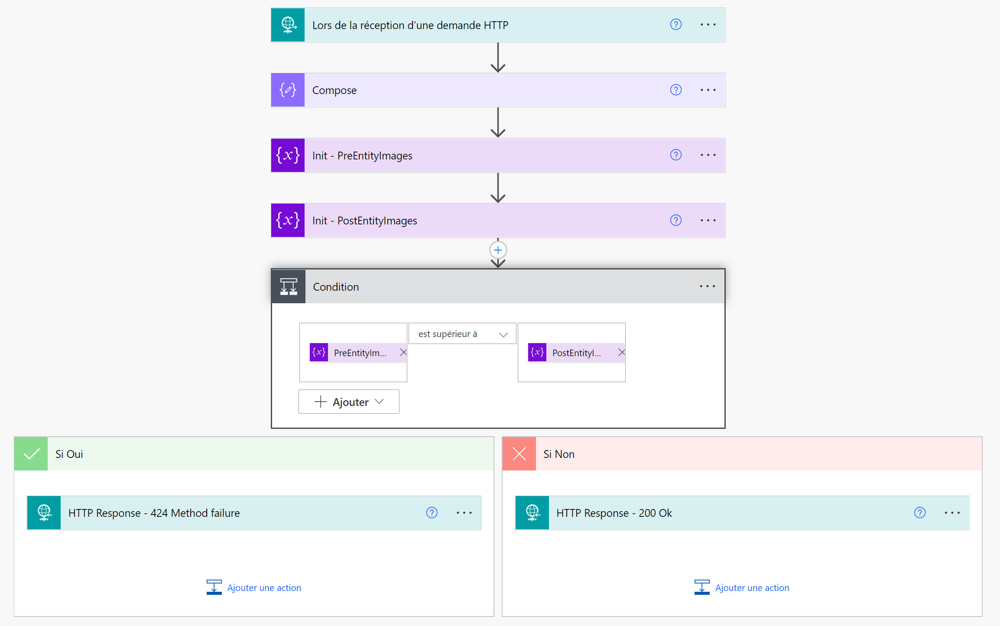 Lors de la réception d'une demande HTTP
Compose
{x} Init - PreEntityImages
{x} Init - PostEntityImages
Condition
{x} PreEntityIm...
est supérieur à
{x} PostEntityI...
Ajouter
Si Oui
HTTP Response - 424 Method failure
Ajouter une action
Si Non
HTTP Response - 200 Ok
Ajouter une action